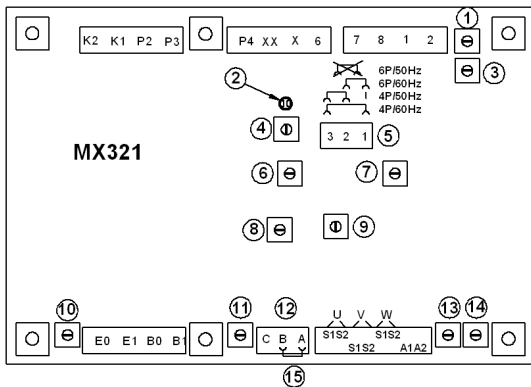 1
K2 K1 P2 P3
P4 XX X 6
7 8 1 2
3
6P/50Hz
6P/60Hz
4P/50Hz
4P/60Hz
2
4
3 2 1
5
MX321
6
7
8
9
U V W
10
11
12
13
14
E0 E1 B0 B1
C B A
S1S2 S1S2
S1S2 A1A2
15